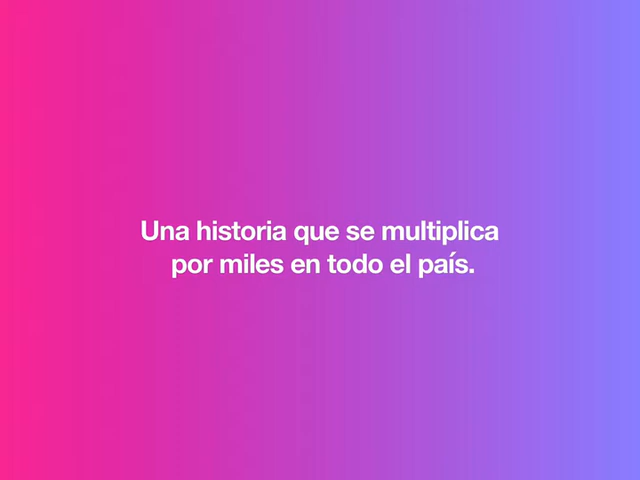 Una historia que se multiplica
por miles en todo el país.